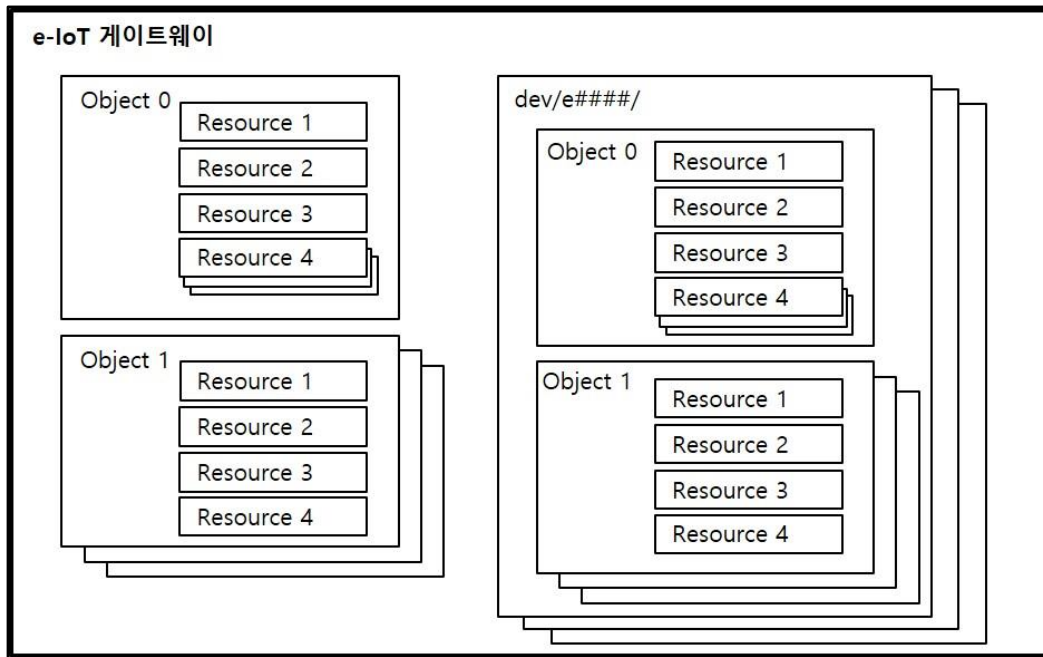 e-IoT 게이트웨이
Object 0
Resource 1
Resource 2
Resource 3
Resource 4
Object 1
Resource 1
Resource 2
Resource 3
Resource 4
dev/e####/
Object 0
Resource 1
Resource 2
Resource 3
Resource 4
Object 1
Resource 1
Resource 2
Resource 3
Resource 4